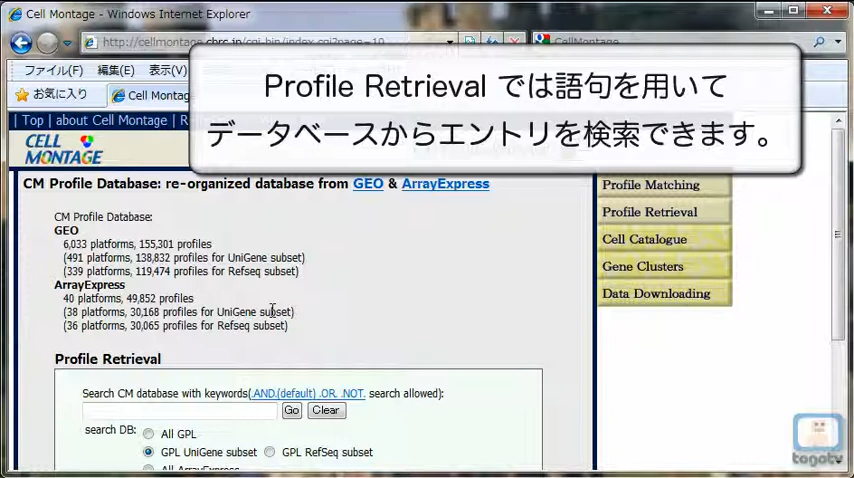 Cell Montage - Windows Internet Explorer
http://cellmontage.cbrc.jp/cgi-bin/index.cgi?page=10
CellMontage
ファイル(F) 編集(E) 表示(V)
お気に入り
Cell Montag
Profile Retrieval では語句を用いて
データベースからエントリを検索できます。
| Top | about Cell Montage | R
CELL
MONTAGE
CM Profile Database: re-organized database from GEO & ArrayExpress
CM Profile Database:
GEO
6,033 platforms, 155,301 profiles
(491 platforms, 138,832 profiles for UniGene subset)
(339 platforms, 119,474 profiles for Refseq subset)
ArrayExpress
40 platforms, 49,852 profiles
(38 platforms, 30,168 profiles for UniGene subset)
(36 platforms, 30,065 profiles for Refseq subset)
Profile Retrieval
Search CM database with keywords(.AND.(default) .OR. .NOT. search allowed):
Go Clear
search DB:
All GPL
GPL UniGene subset GPL RefSeq subset
All ArrayExpress
Profile Matching
Profile Retrieval
Cell Catalogue
Gene Clusters
Data Downloading
togotv